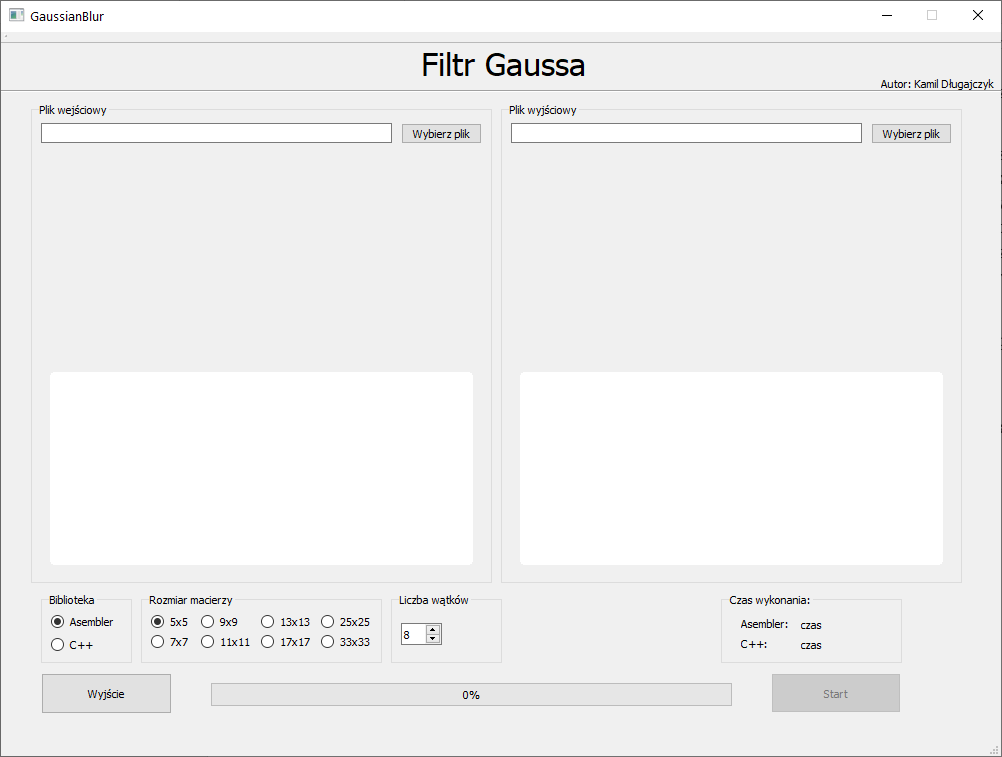 GaussianBlur
Filtr Gaussa
Autor: Kamil Długajczyk
Plik wejściowy
Wybierz plik
Plik wyjściowy
Wybierz plik
Biblioteka
Asembler
C++
Rozmiar macierzy
5x5 9x9 13x13 25x25
7x7 11x11 17x17 33x33
Liczba wątków
8
Czas wykonania:
Asembler: czas
C++: czas
Wyjście
0%
Start